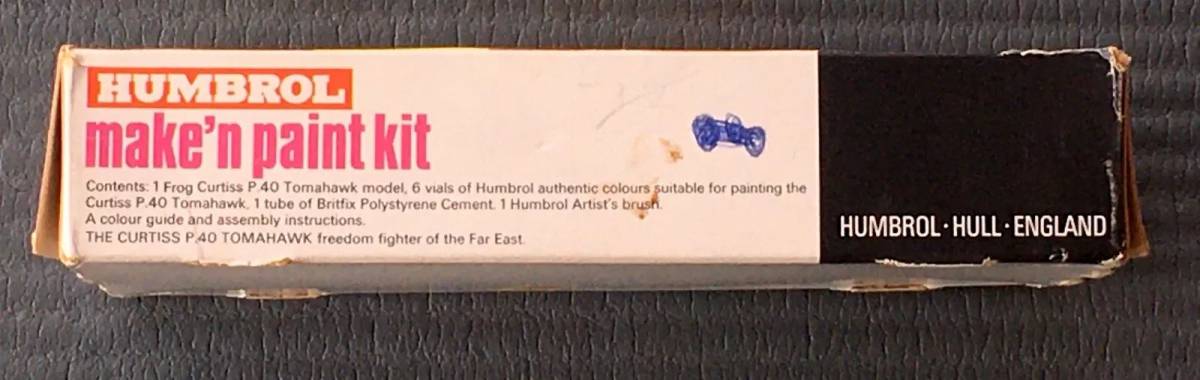 HUMBROL
make'n paint kit
Contents: 1 Frog Curtiss P.40 Tomahawk model, 6 vials of Humbrol authentic colours suitable for painting the
Curtiss P.40 Tomahawk, 1 tube of Britfix Polystyrene Cement. 1 Humbrol Artist's brush.
A colour guide and assembly instructions.
THE CURTISS P.40 TOMAHAWK freedom fighter of the Far East.
HUMBROL · HULL · ENGLAND